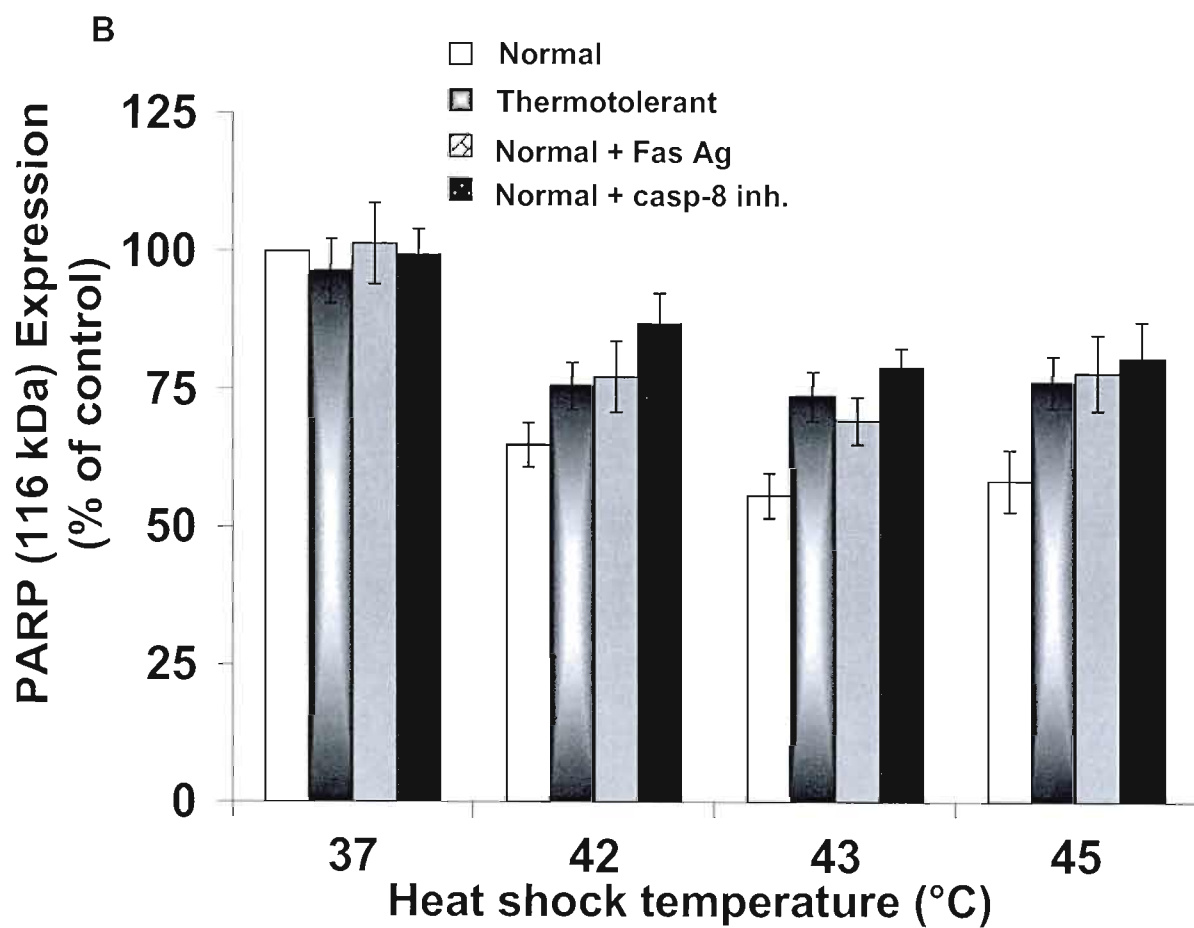 B
Normal
Thermotolerant
Normal + Fas Ag
Normal + casp-8 inh.
PARP (116 kDa) Expression
(% of control)
125
100
75
50
25
0
37 42 43 45
Heat shock temperature (°C)